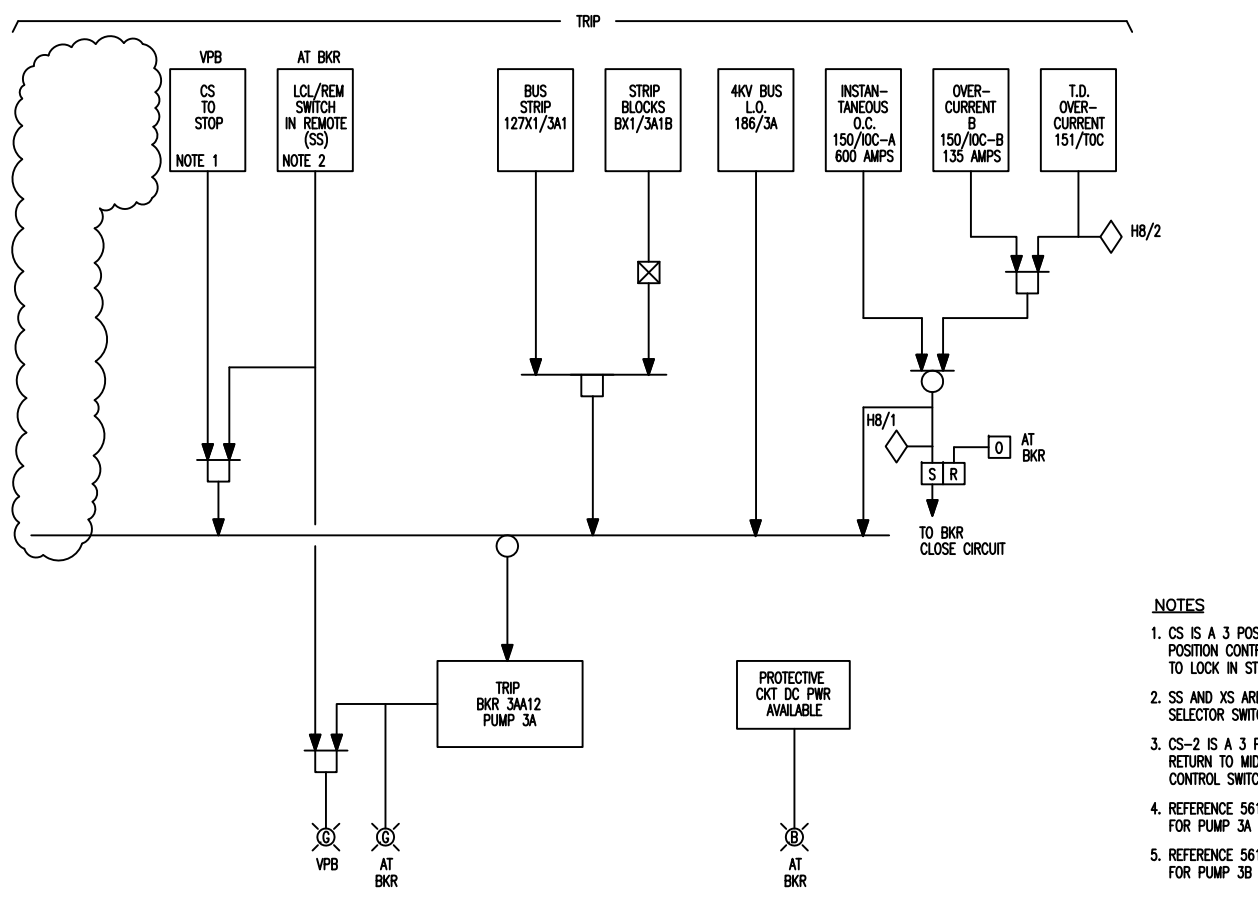 TRIP
VPB
AT BKR
CS
TO
STOP
NOTE 1
LCL/REM
SWITCH
IN REMOTE
(SS)
NOTE 2
BUS
STRIP
127X1/3A1
STRIP
BLOCKS
BX1/3A1B
4KV BUS
L.O.
186/3A
INSTAN-
TANEOUS
O.C.
150/IOC-A
600 AMPS
OVER-
CURRENT
B
150/IOC-B
135 AMPS
T.D.
OVER-
CURRENT
151/TOC
H8/2
H8/1
S R
O
AT
BKR
TO BKR
CLOSE CIRCUIT
TRIP
BKR 3AA12
PUMP 3A
PROTECTIVE
CKT DC PWR
AVAILABLE
G
VPB
G
AT
BKR
B
AT
BKR
NOTES
1. CS IS A 3 POS
POSITION CONTR
TO LOCK IN ST
2. SS AND XS ARE
SELECTOR SWITC
3. CS-2 IS A 3 P
RETURN TO MID
CONTROL SWITC
4. REFERENCE 561
FOR PUMP 3A
5. REFERENCE 561
FOR PUMP 3B